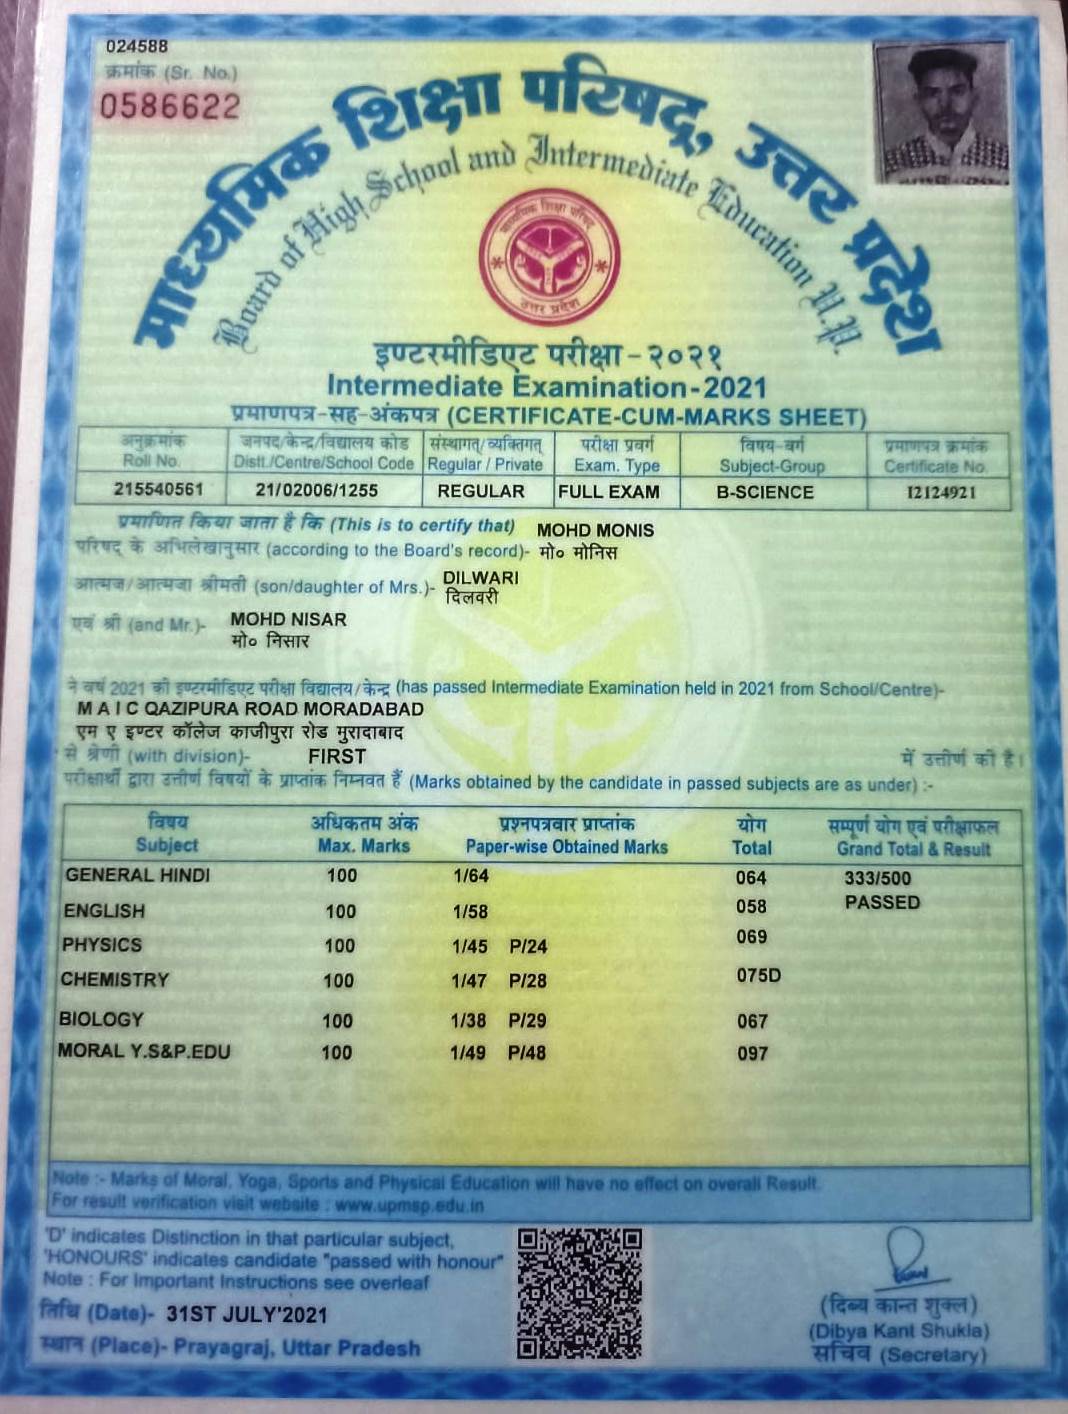 024588
क्रमांक (Sr. No.)
0586622
माध्यमिक शिक्षा परिषद्, उत्तर प्रदेश
Board of High School and Intermediate Education U.P.
माध्यमिक शिक्षा परिषद्
उत्तर प्रदेश
इण्टरमीडिएट परीक्षा-२०२१
Intermediate Examination-2021
प्रमाणपत्र-सह-अंकपत्र (CERTIFICATE-CUM-MARKS SHEET)
अनुक्रमांक जनपद/केन्द्र/विद्यालय कोड संस्थागत्/व्यक्तिगत् परीक्षा प्रवर्ग विषय-वर्ग प्रमाणपत्र क्रमांक
Roll No. Distt./Centre/School Code Regular / Private Exam. Type Subject-Group Certificate No.
215540561 21/02006/1255 REGULAR FULL EXAM B-SCIENCE 12124921
प्रमाणित किया जाता है कि (This is to certify that) MOHD MONIS
परिषद् के अभिलेखानुसार (according to the Board's record)- मो० मोनिस
आत्मज/आत्मजा श्रीमती (son/daughter of Mrs.)- DILWARI
दिलवरी
एवं श्री (and Mr.)- MOHD NISAR
मो० निसार
ने वर्ष 2021 की इण्टरमीडिएट परीक्षा विद्यालय/केन्द्र (has passed Intermediate Examination held in 2021 from School/Centre)-
M A I C QAZIPURA ROAD MORADABAD
एम ए इण्टर कॉलेज काजीपुरा रोड मुरादाबाद
से श्रेणी (with division)- FIRST में उत्तीर्ण की है।
परीक्षार्थी द्वारा उत्तीर्ण विषयों के प्राप्तांक निम्नवत हैं (Marks obtained by the candidate in passed subjects are as under) :-
विषय अधिकतम अंक प्रश्नपत्रवार प्राप्तांक योग सम्पूर्ण योग एवं परीक्षाफल
Subject Max. Marks Paper-wise Obtained Marks Total Grand Total & Result
GENERAL HINDI 100 1/64 064 333/500
ENGLISH 100 1/58 058 PASSED
PHYSICS 100 1/45 P/24 069
CHEMISTRY 100 1/47 P/28 075D
BIOLOGY 100 1/38 P/29 067
MORAL Y.S&P.EDU 100 1/49 P/48 097
Note :- Marks of Moral, Yoga, Sports and Physical Education will have no effect on overall Result.
For result verification visit website : www.upmsp.edu.in
'D' indicates Distinction in that particular subject,
'HONOURS' indicates candidate "passed with honour"
Note : For Important Instructions see overleaf
तिथि (Date)- 31ST JULY'2021
स्थान (Place)- Prayagraj, Uttar Pradesh
(दिब्य कान्त शुक्ल)
(Dibya Kant Shukla)
सचिव (Secretary)